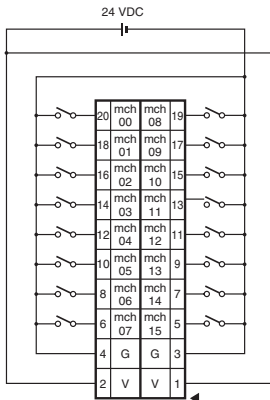 24 VDC
20 mch 00 mch 08 19
18 mch 01 mch 09 17
16 mch 02 mch 10 15
14 mch 03 mch 11 13
12 mch 04 mch 12 11
10 mch 05 mch 13 9
8 mch 06 mch 14 7
6 mch 07 mch 15 5
4 G G 3
2 V V 1